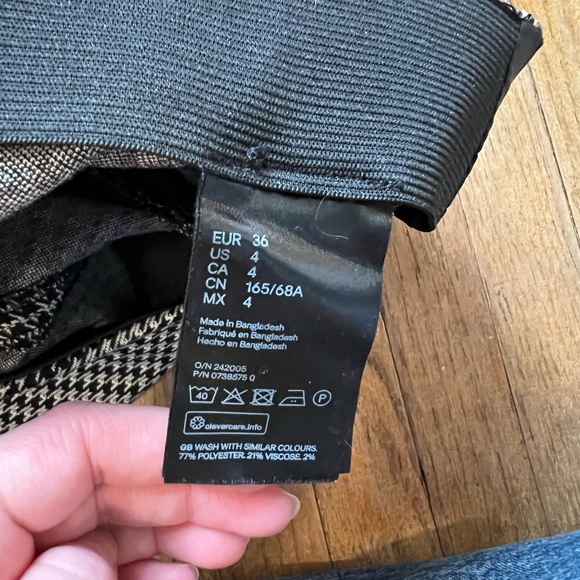 EUR 36
US 4
CA 4
CN 165/68A
MX 4
Made in Bangladesh
Fabriqué en Bangladesh
Hecho en Bangladesh
O/N 242005
P/N 0738575 0
40 P
clevercare.info
GB WASH WITH SIMILAR COLOURS.
77% POLYESTER. 21% VISCOSE. 2%